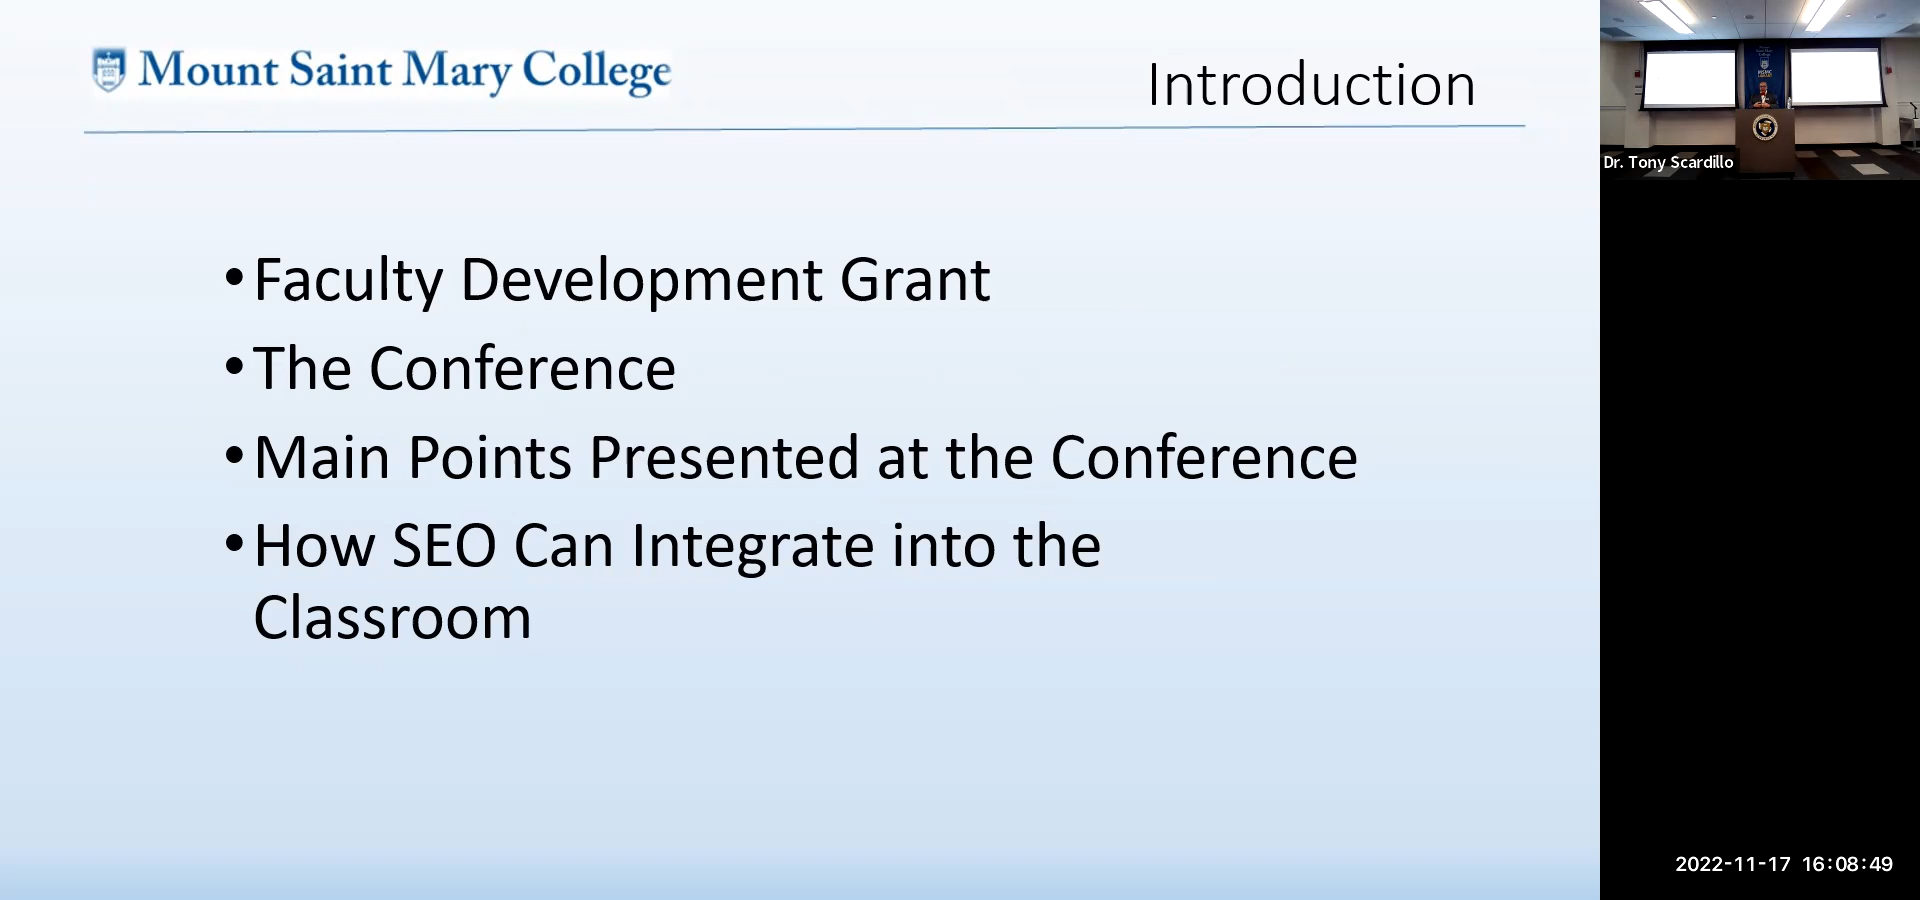 Mount Saint Mary College
Introduction
•Faculty Development Grant
•The Conference
•Main Points Presented at the Conference
•How SEO Can Integrate into the
Classroom
Dr. Tony Scardillo
2022-11-17 16:08:49